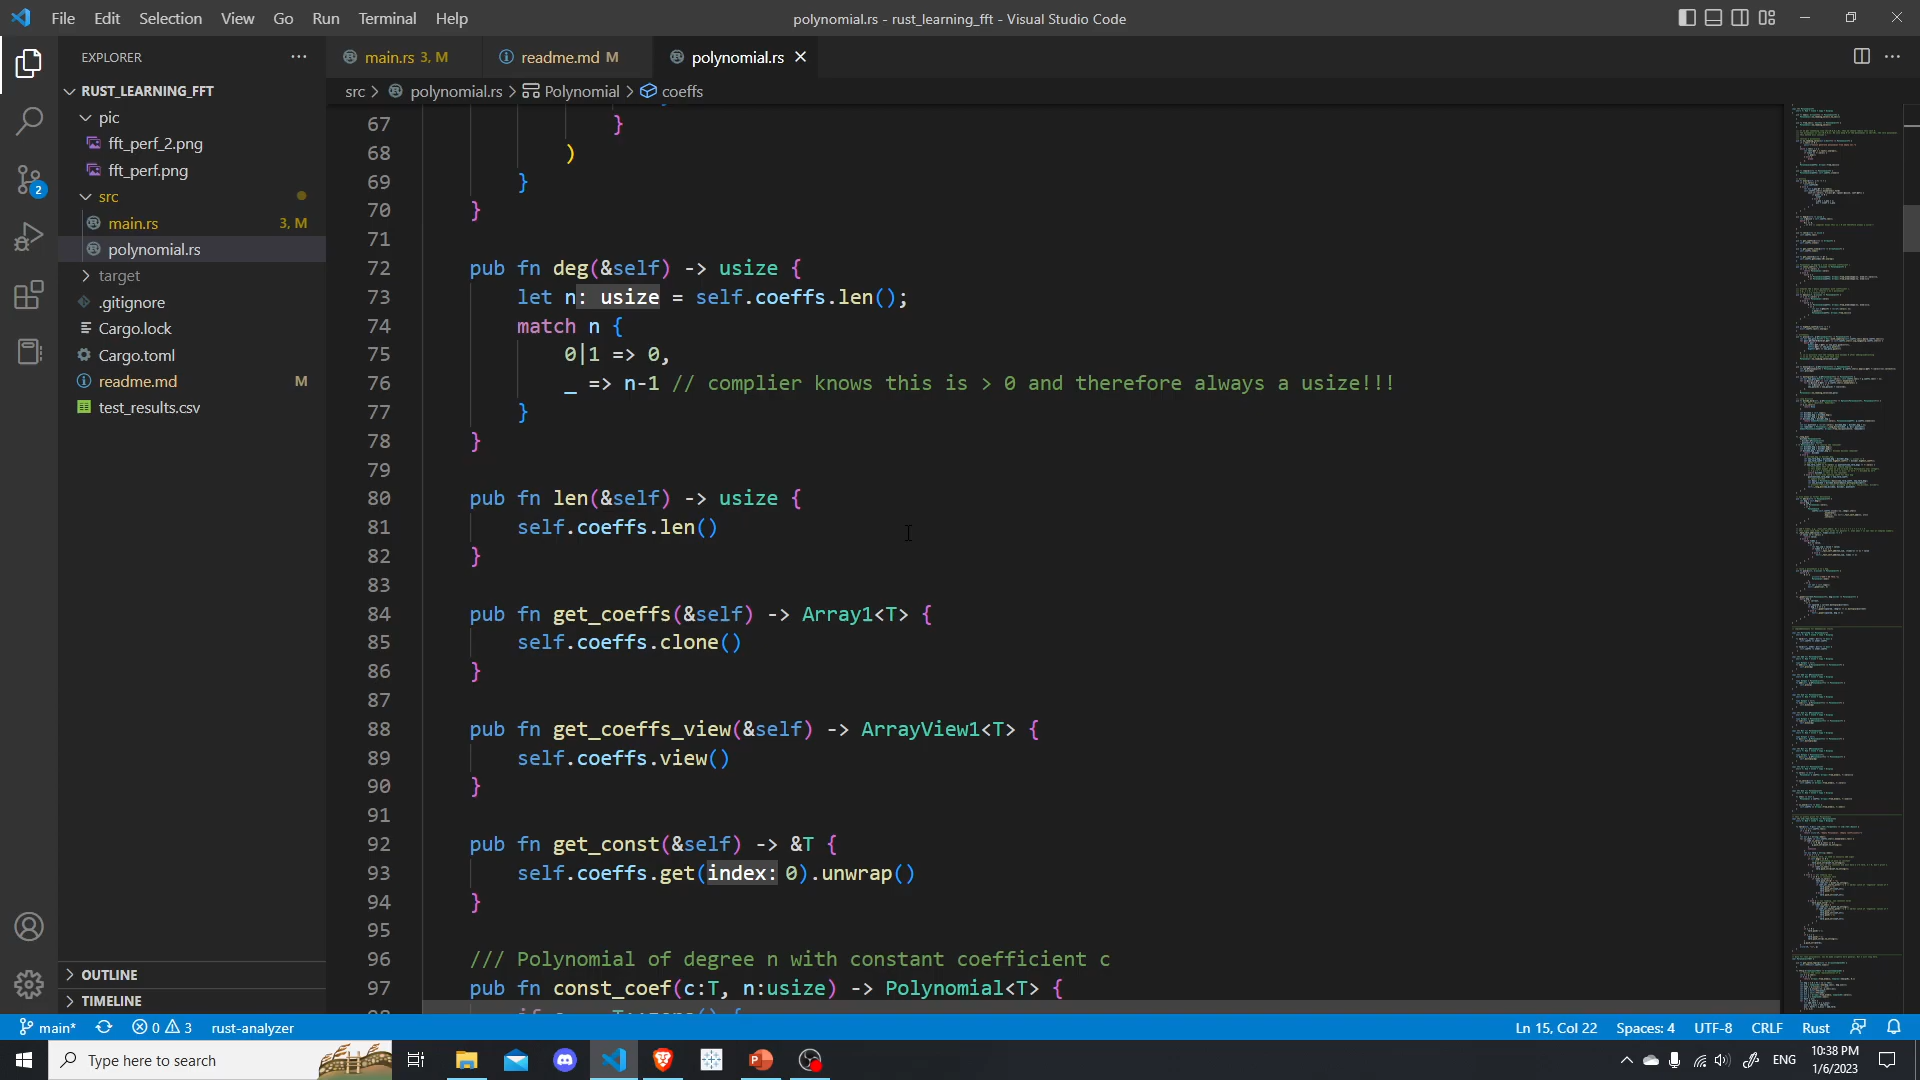 File Edit Selection View Go Run Terminal Help
polynomial.rs - rust_learning_fft - Visual Studio Code
EXPLORER
RUST_LEARNING_FFT
pic
fft_perf_2.png
fft_perf.png
src
main.rs 3, M
polynomial.rs
target
.gitignore
Cargo.lock
Cargo.toml
readme.md M
test_results.csv
OUTLINE
TIMELINE
main.rs 3, M readme.md M polynomial.rs
src > polynomial.rs > Polynomial > coeffs
67 }
68 )
69 }
70 }
71
72 pub fn deg(&self) -> usize {
73 let n: usize = self.coeffs.len();
74 match n {
75 0|1 => 0,
76 _ => n-1 // complier knows this is > 0 and therefore always a usize!!!
77 }
78 }
79
80 pub fn len(&self) -> usize {
81 self.coeffs.len()
82 }
83
84 pub fn get_coeffs(&self) -> Array1<T> {
85 self.coeffs.clone()
86 }
87
88 pub fn get_coeffs_view(&self) -> ArrayView1<T> {
89 self.coeffs.view()
90 }
91
92 pub fn get_const(&self) -> &T {
93 self.coeffs.get(index: 0).unwrap()
94 }
95
96 /// Polynomial of degree n with constant coefficient c
97 pub fn const_coef(c:T, n:usize) -> Polynomial<T> {
2
main* 0 3 rust-analyzer
Ln 15, Col 22 Spaces: 4 UTF-8 CRLF Rust
Type here to search
ENG
10:38 PM
1/6/2023